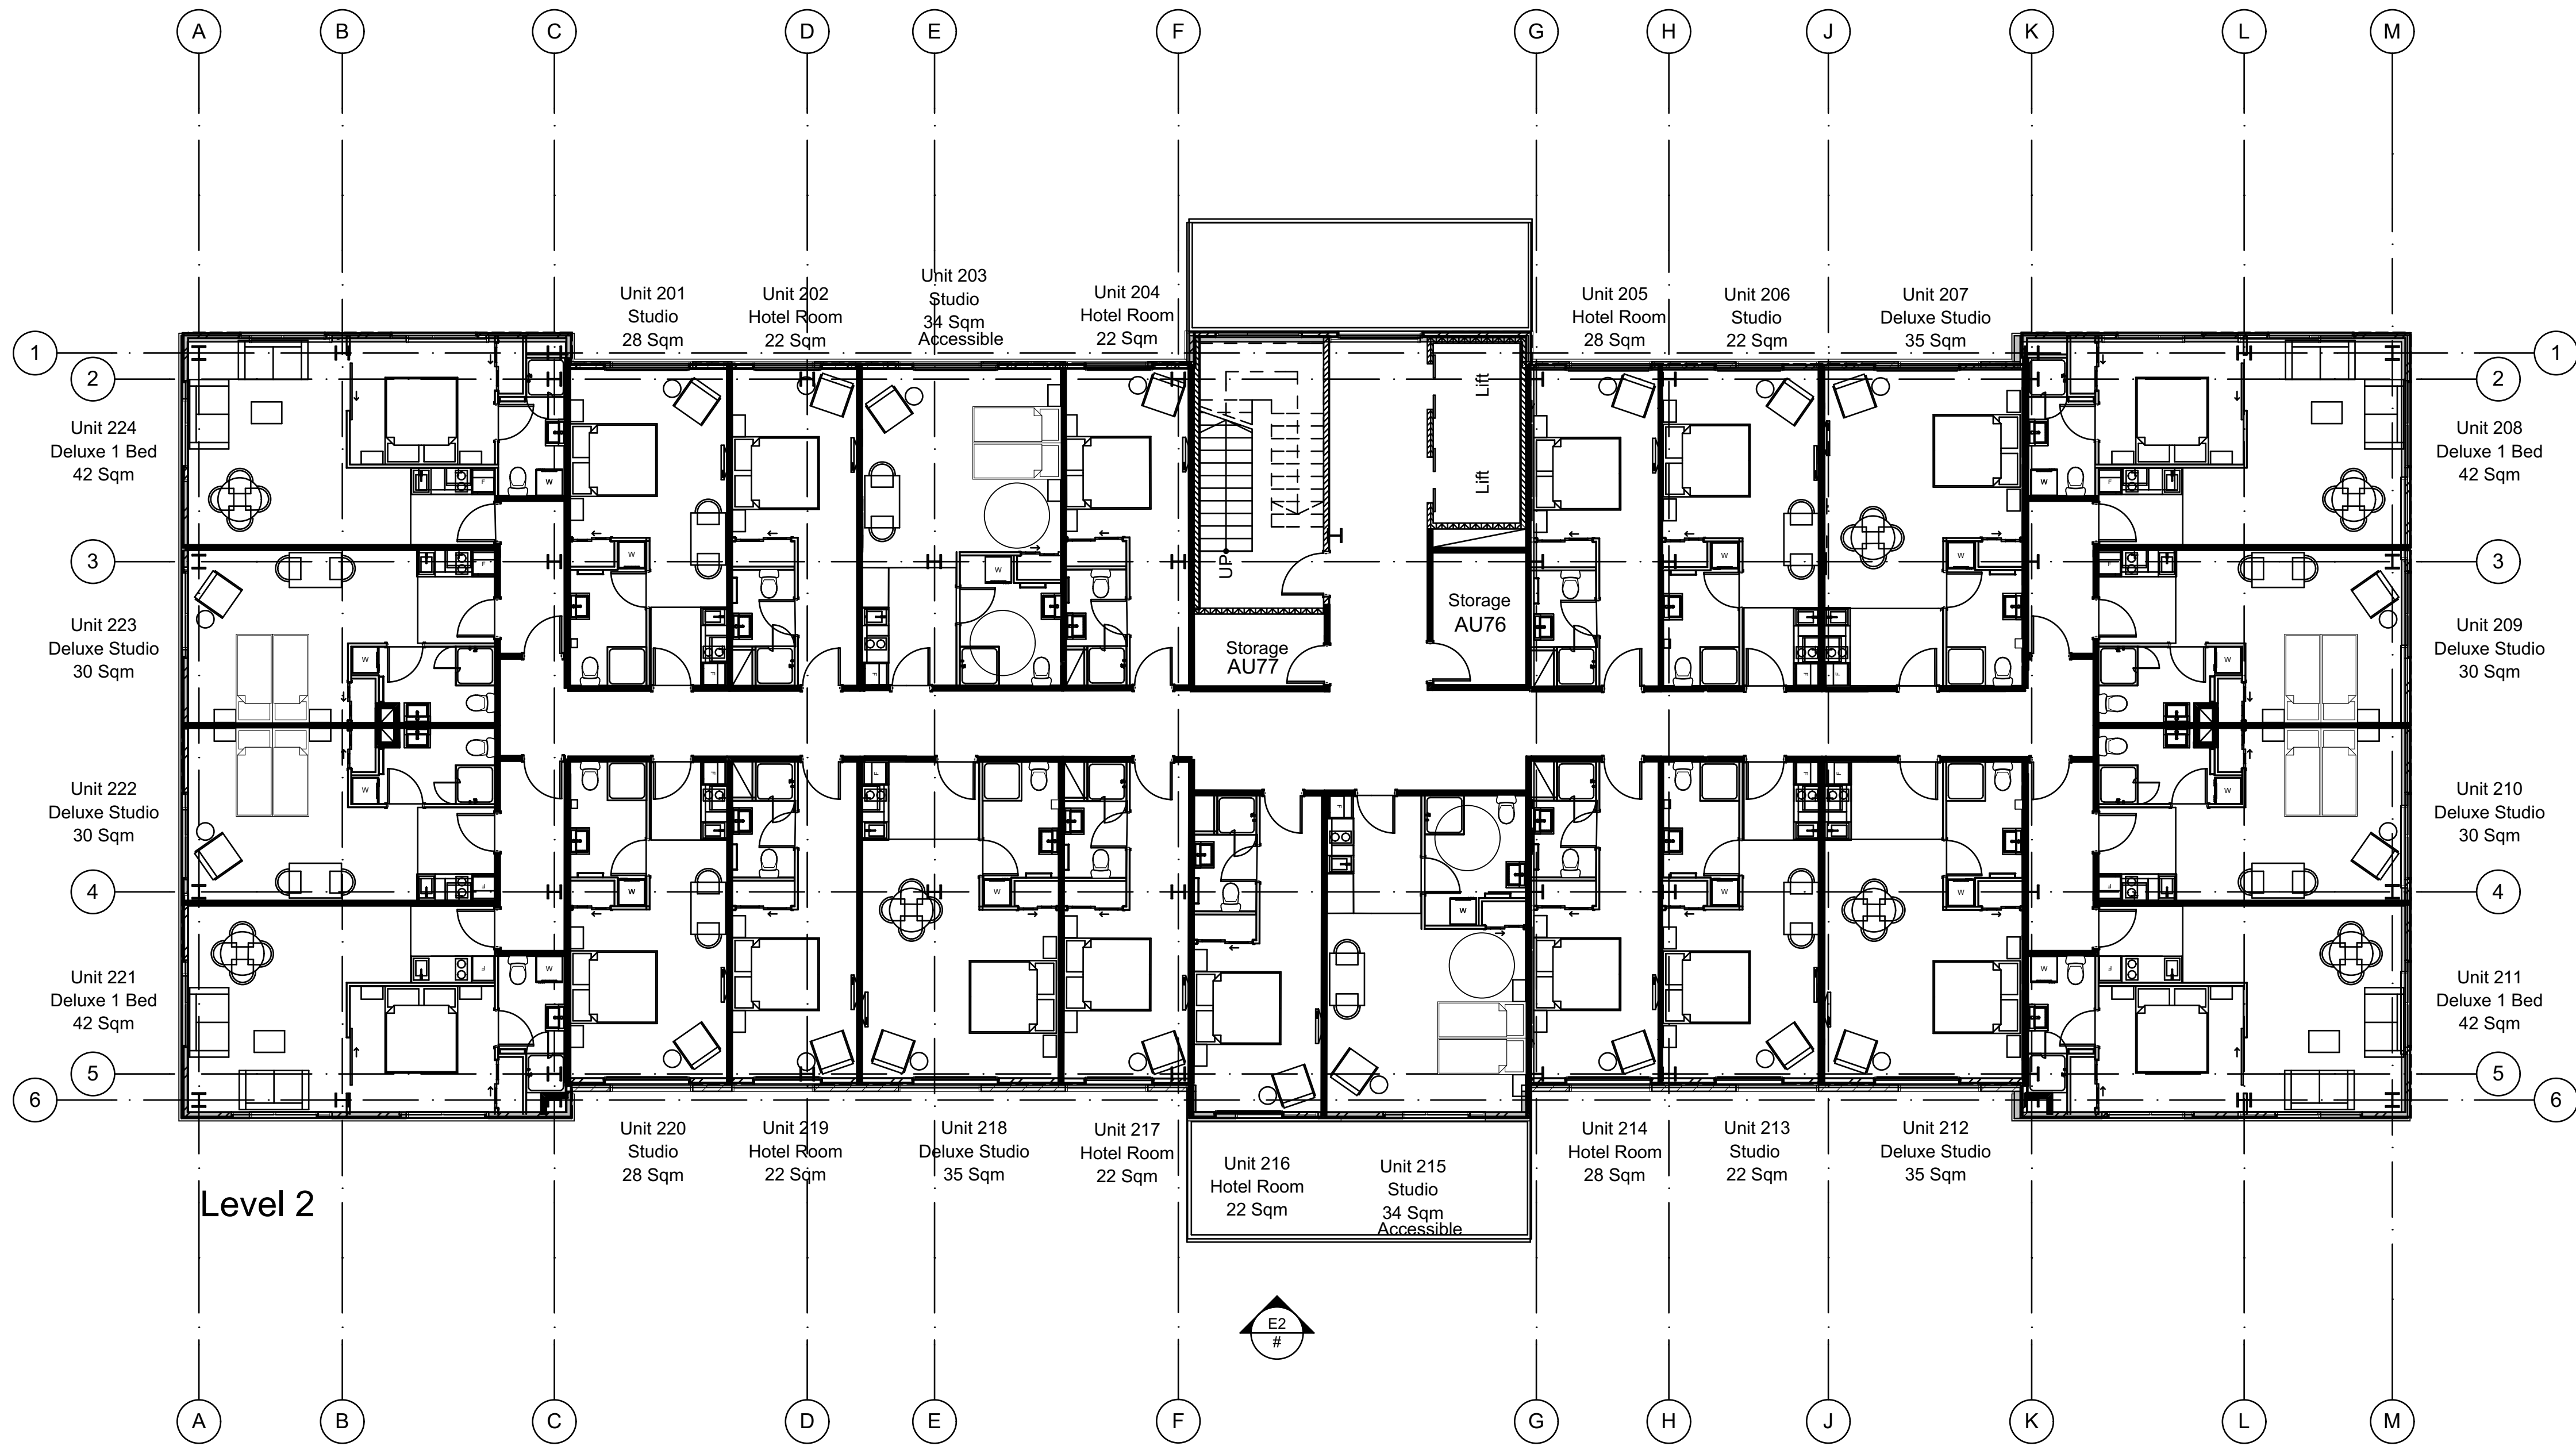 A B C D E F G H J K L M
Unit 203
Studio
34 Sqm
Accessible
Unit 201
Studio
28 Sqm
Unit 202
Hotel Room
22 Sqm
Unit 204
Hotel Room
22 Sqm
Unit 205
Hotel Room
28 Sqm
Unit 206
Studio
22 Sqm
Unit 207
Deluxe Studio
35 Sqm
1
1
2
2
Unit 224
Deluxe 1 Bed
42 Sqm
Lift
Lift
Unit 208
Deluxe 1 Bed
42 Sqm
F
W
W
F
3
W
W
UP
W
W
3
F
F
Unit 223
Deluxe Studio
30 Sqm
Storage
AU77
Storage
AU76
Unit 209
Deluxe Studio
30 Sqm
W
F
F
F
F
W
Unit 222
Deluxe Studio
30 Sqm
W
F
F
F
F
F
W
Unit 210
Deluxe Studio
30 Sqm
4
F
W
W
W
W
W
F
4
Unit 221
Deluxe 1 Bed
42 Sqm
F
W
W
F
Unit 211
Deluxe 1 Bed
42 Sqm
5
5
6
6
Unit 220
Studio
28 Sqm
Unit 219
Hotel Room
22 Sqm
Unit 218
Deluxe Studio
35 Sqm
Unit 217
Hotel Room
22 Sqm
Unit 216
Hotel Room
22 Sqm
Unit 215
Studio
34 Sqm
Accessible
Unit 214
Hotel Room
28 Sqm
Unit 213
Studio
22 Sqm
Unit 212
Deluxe Studio
35 Sqm
Level 2
E2
#
A B C D E F G H J K L M